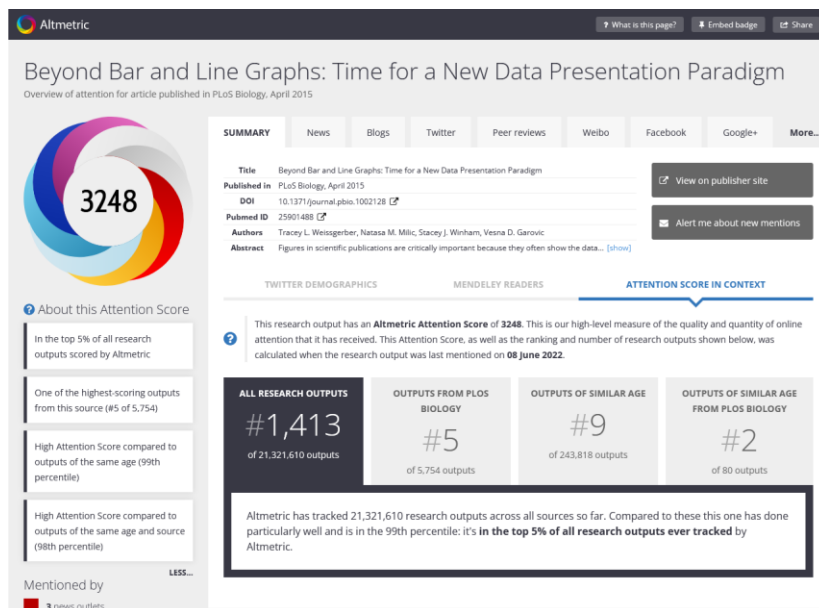 Altmetric
? What is this page?
Embed badge
Share
Beyond Bar and Line Graphs: Time for a New Data Presentation Paradigm
Overview of attention for article published in PLoS Biology, April 2015
3248
SUMMARY News Blogs Twitter Peer reviews Weibo Facebook Google+ More...
Title Beyond Bar and Line Graphs: Time for a New Data Presentation Paradigm
Published in PLoS Biology, April 2015
DOI 10.1371/journal.pbio.1002128
Pubmed ID 25901488
Authors Tracey L. Weissgerber, Natasa M. Milic, Stacey J. Winham, Vesna D. Garovic
Abstract Figures in scientific publications are critically important because they often show the data... [show]
View on publisher site
Alert me about new mentions
? About this Attention Score
In the top 5% of all research
outputs scored by Altmetric
One of the highest-scoring outputs
from this source (#5 of 5,754)
High Attention Score compared to
outputs of the same age (99th
percentile)
High Attention Score compared to
outputs of the same age and source
(98th percentile)
LESS...
Mentioned by
3 news outlets
TWITTER DEMOGRAPHICS MENDELEY READERS ATTENTION SCORE IN CONTEXT
?
This research output has an Altmetric Attention Score of 3248. This is our high-level measure of the quality and quantity of online
attention that it has received. This Attention Score, as well as the ranking and number of research outputs shown below, was
calculated when the research output was last mentioned on 08 June 2022.
ALL RESEARCH OUTPUTS
#1,413
of 21,321,610 outputs
OUTPUTS FROM PLOS
BIOLOGY
#5
of 5,754 outputs
OUTPUTS OF SIMILAR AGE
#9
of 243,818 outputs
OUTPUTS OF SIMILAR AGE
FROM PLOS BIOLOGY
#2
of 80 outputs
Altmetric has tracked 21,321,610 research outputs across all sources so far. Compared to these this one has done
particularly well and is in the 99th percentile: it's in the top 5% of all research outputs ever tracked by
Altmetric.